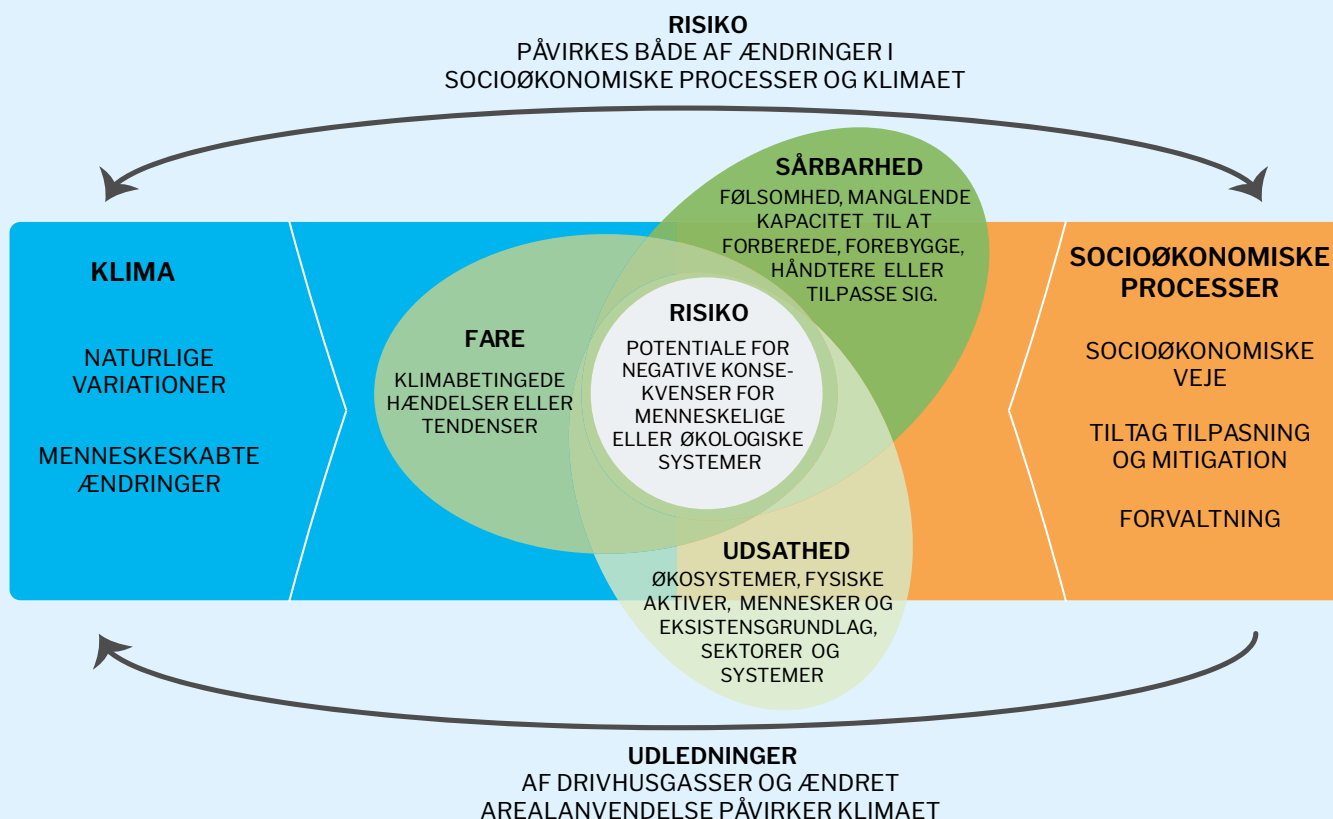 RISIKO
PÅVIRKES BÅDE AF ÆNDRINGER I
SOCIOØKONOMISKE PROCESSER OG KLIMAET
KLIMA
NATURLIGE
VARIATIONER
MENNESKESKABTE
ÆNDRINGER
FARE
KLIMABETINGEDE
HÆNDELSER ELLER
TENDENSER
SÅRBARHED
FØLSOMHED, MANGLENDE
KAPACITET TIL AT
FORBEREDE, FOREBYGGE,
HÅNDTERE ELLER
TILPASSE SIG.
RISIKO
POTENTIALE FOR
NEGATIVE KONSE-
KVENSER FOR
MENNESKELIGE
ELLER ØKOLOGISKE
SYSTEMER
UDSATHED
ØKOSYSTEMER, FYSISKE
AKTIVER, MENNESKER OG
EKSISTENSGRUNDLAG,
SEKTORER OG
SYSTEMER
SOCIOØKONOMISKE
PROCESSER
SOCIOØKONOMISKE
VEJE
TILTAG TILPASNING
OG MITIGATION
FORVALTNING
UDLEDNINGER
AF DRIVHUSGASSER OG ÆNDRET
AREALANVENDELSE PÅVIRKER KLIMAET